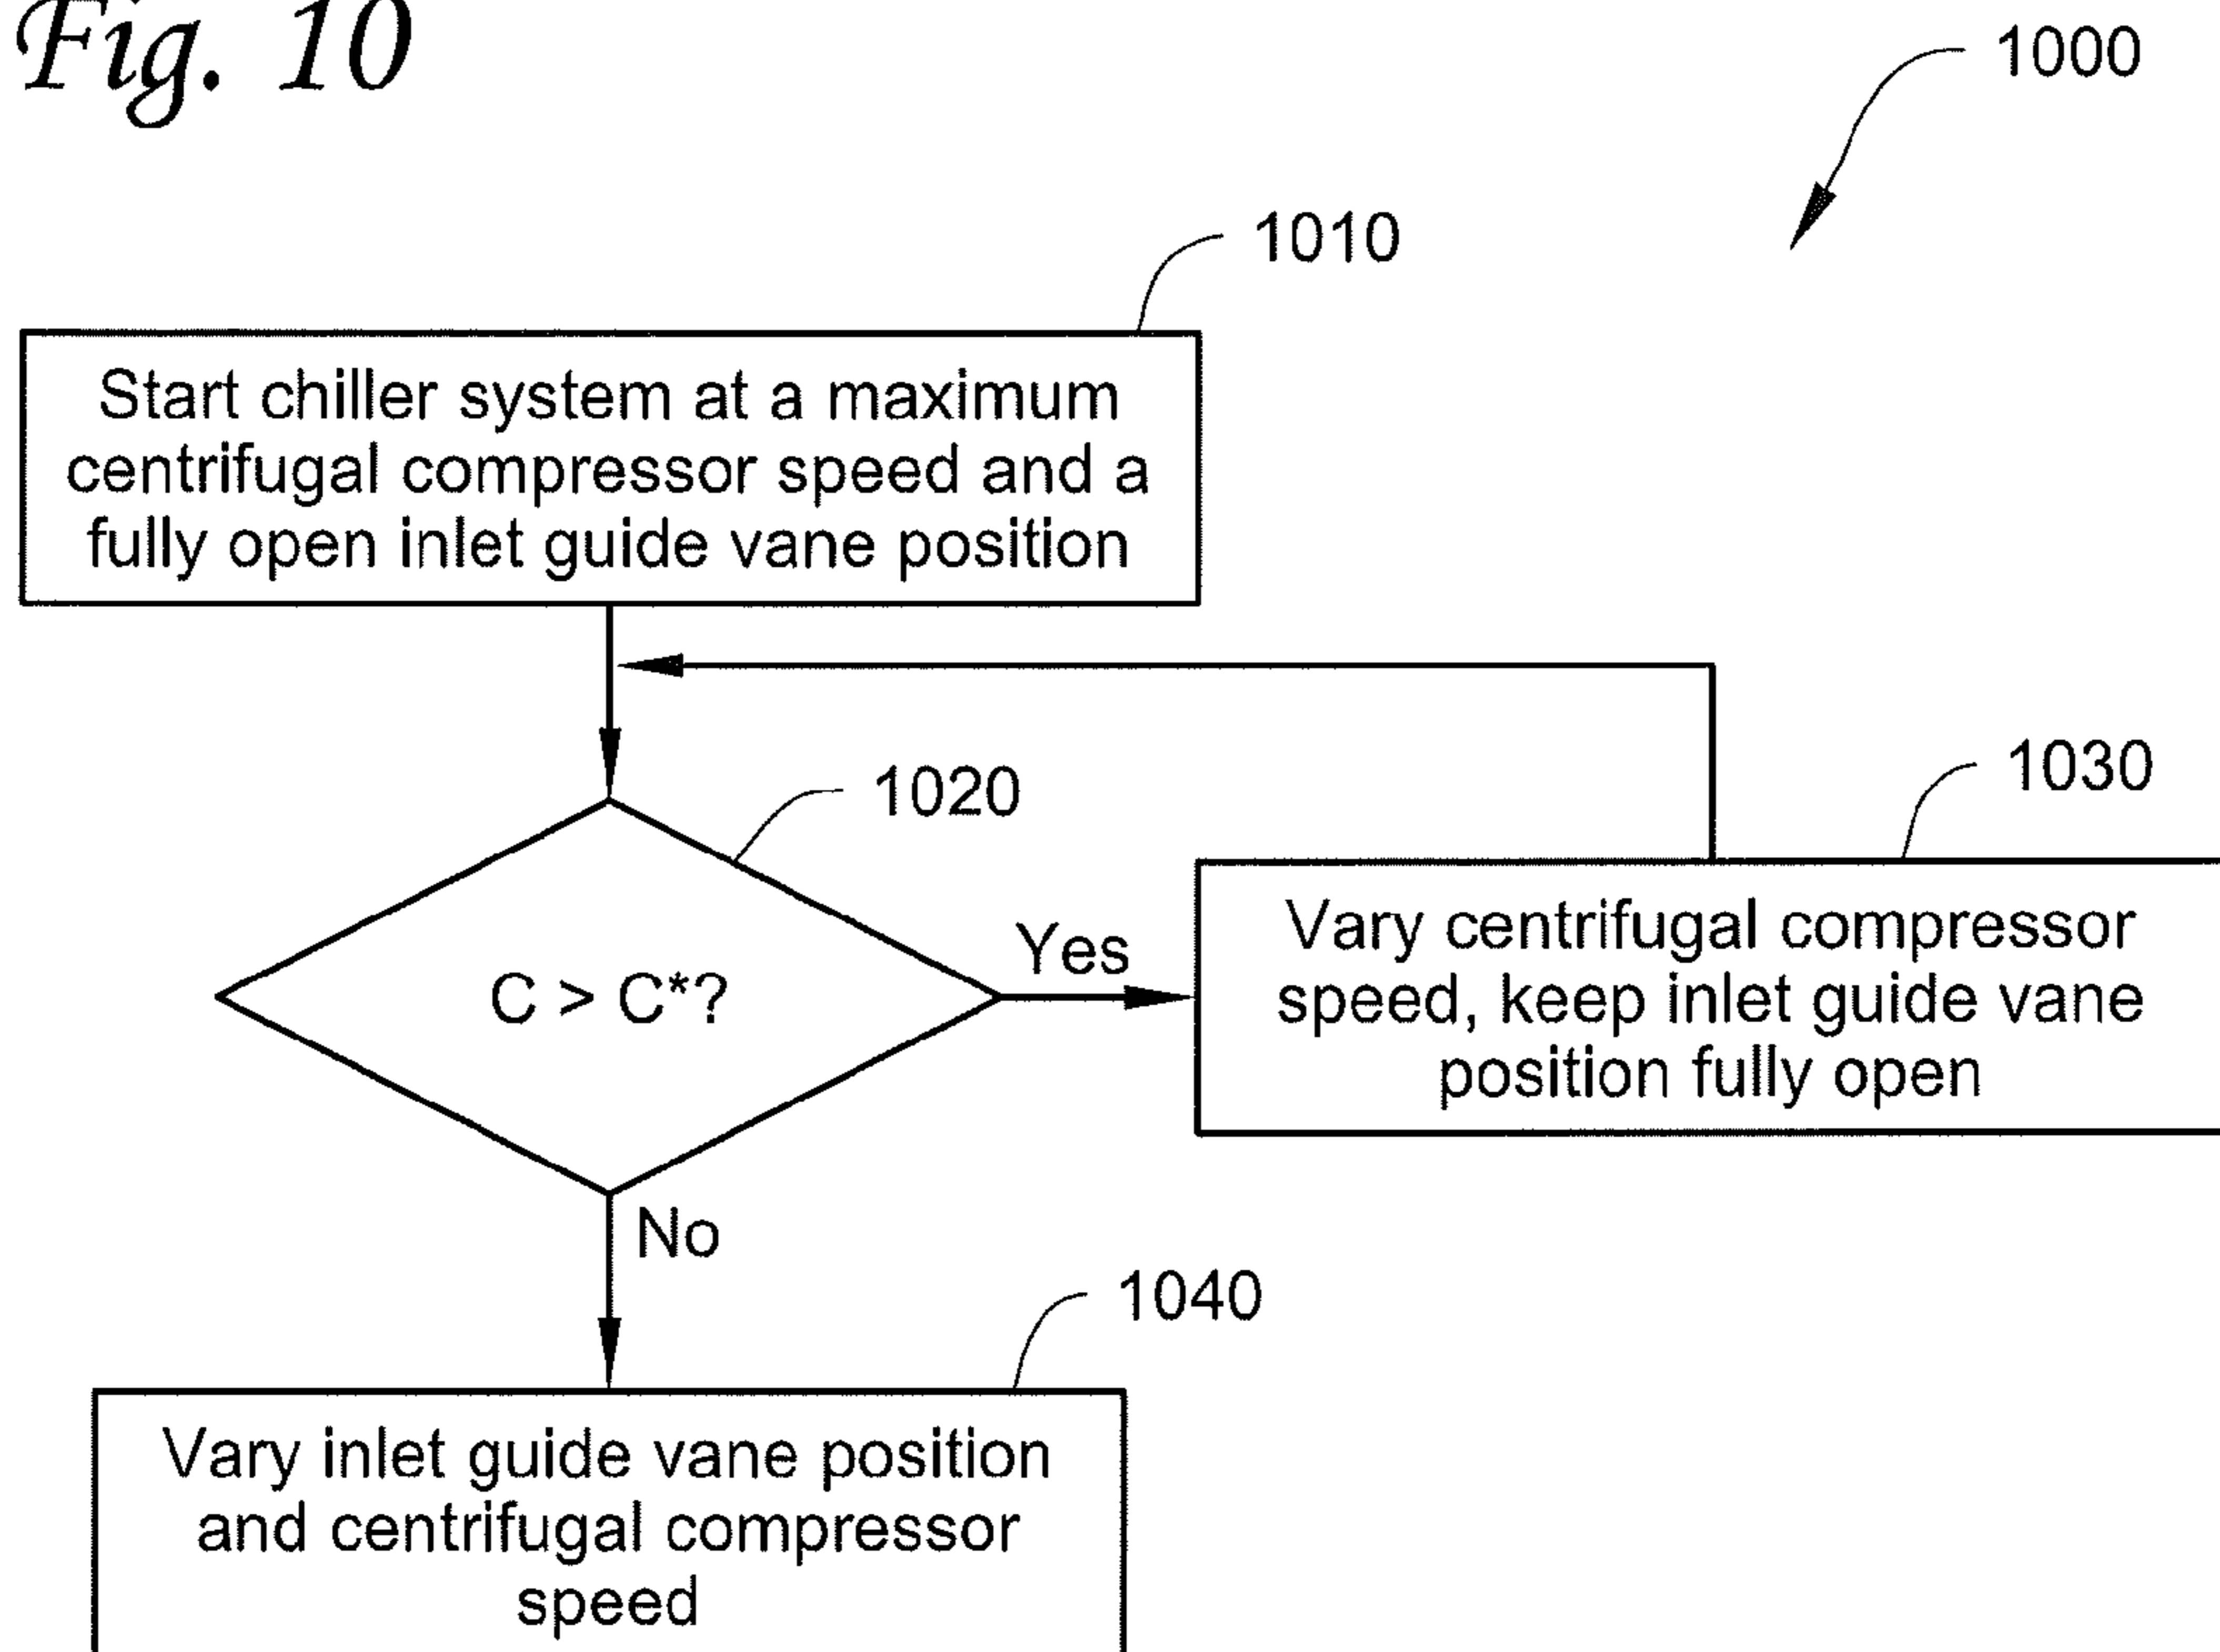 Fig. 10
1000
1010
Start chiller system at a maximum
centrifugal compressor speed and a
fully open inlet guide vane position
1020
C > C*?
Yes
1030
Vary centrifugal compressor
speed, keep inlet guide vane
position fully open
No
1040
Vary inlet guide vane position
and centrifugal compressor
speed